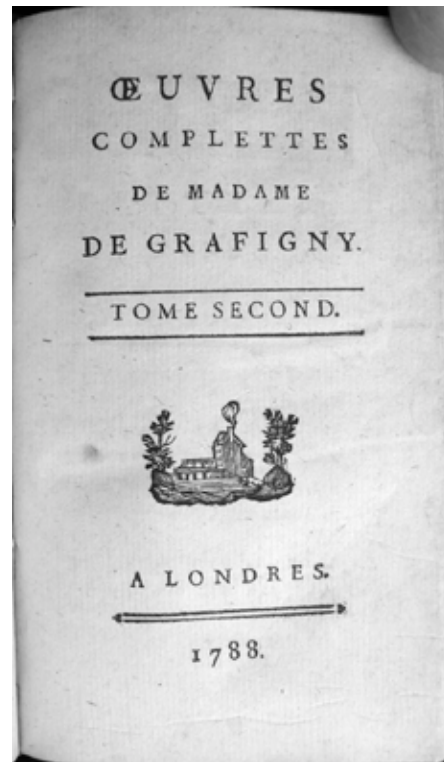 ŒUVRES
COMPLETTES
DE MADAME
DE GRAFIGNY.
TOME SECOND.
A LONDRES.
1788.